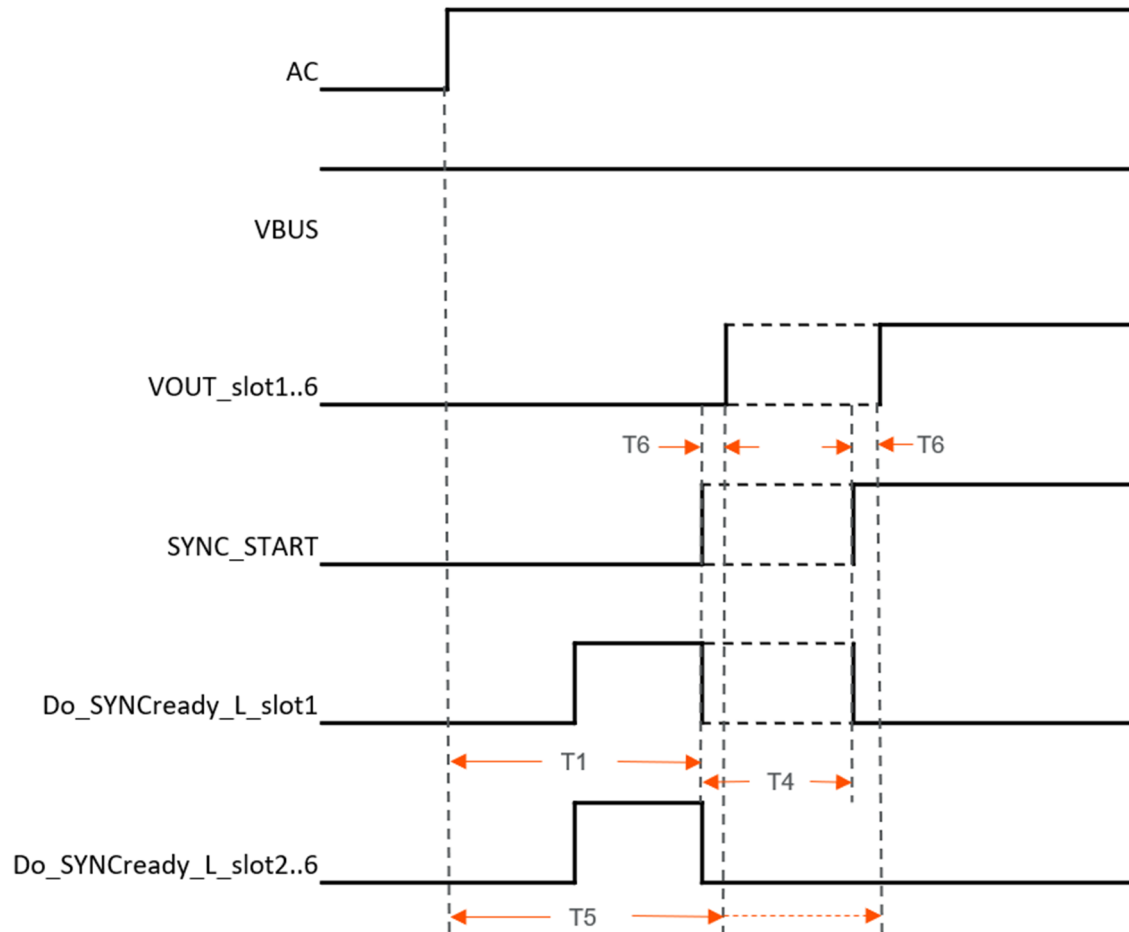 AC
VBUS
VOUT_slot1..6
T6
T6
SYNC_START
Do_SYNCready_L_slot1
T1
T4
Do_SYNCready_L_slot2..6
T5